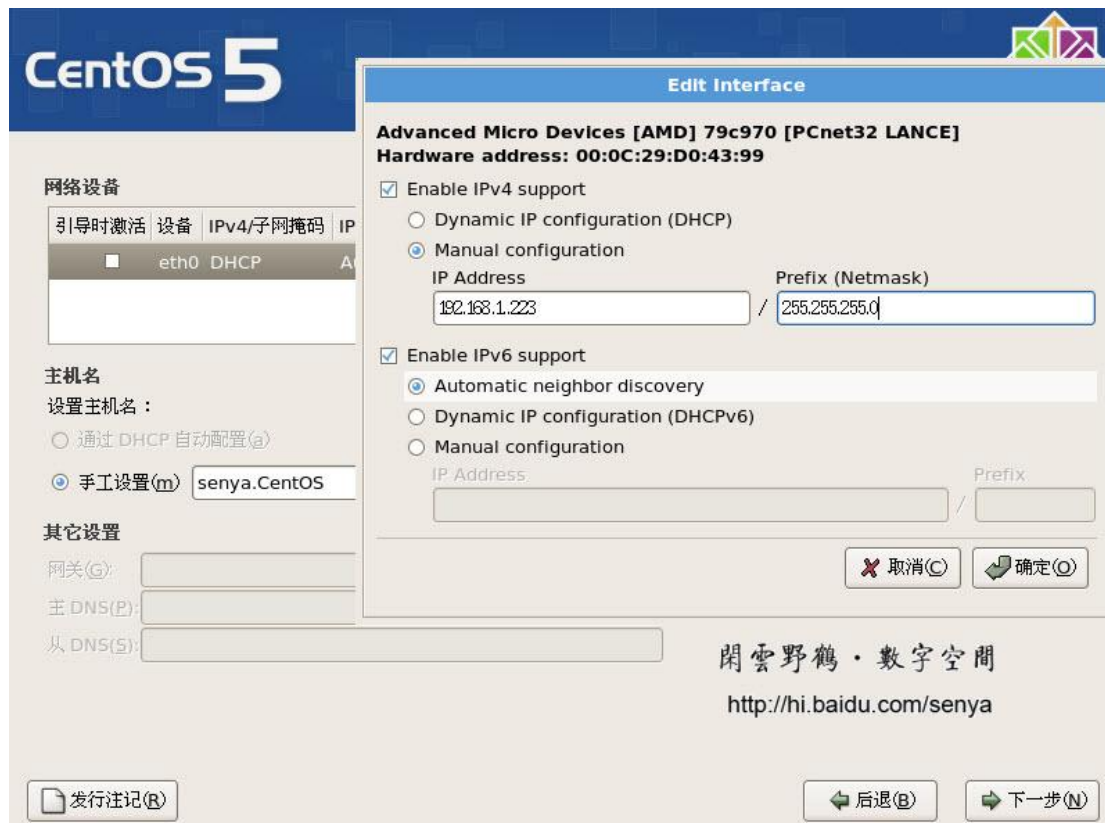 CentOS 5
Edit Interface
Advanced Micro Devices [AMD] 79c970 [PCnet32 LANCE]
Hardware address: 00:0C:29:D0:43:99
Enable IPv4 support
Dynamic IP configuration (DHCP)
Manual configuration
IP Address Prefix (Netmask)
192.168.1.223 / 255.255.255.0
Enable IPv6 support
Automatic neighbor discovery
Dynamic IP configuration (DHCPv6)
Manual configuration
IP Address Prefix
/
取消(C) 确定(O)
网络设备
引导时激活 设备 IPv4/子网掩码 IP
eth0 DHCP
主机名
设置主机名：
通过 DHCP 自动配置(a)
手工设置(m) senya.CentOS
其它设置
网关(G):
主 DNS(P):
从 DNS(S):
閑雲野鶴·數字空間
http://hi.baidu.com/senya
发行注记(R) 后退(B) 下一步(N)